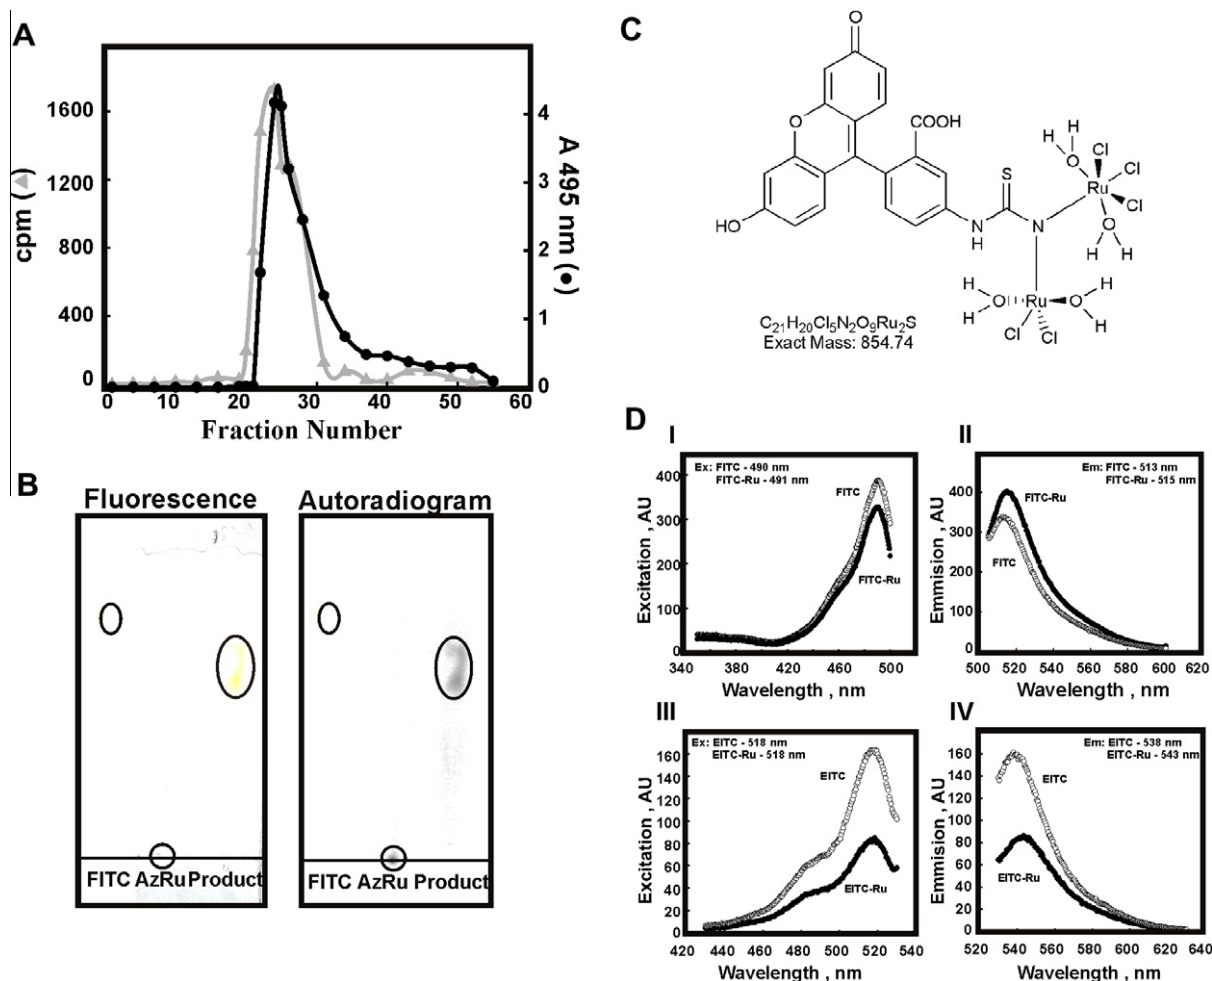 A
1600
1200
800
400
0
cpm (▲)
4
3
2
1
0
A 495 nm (●)
0 10 20 30 40 50 60
Fraction Number
B
Fluorescence
FITC AzRu Product
Autoradiogram
FITC AzRu Product
C
O
O
COOH
HO
N
H
S
N
H
H
O
Cl
Cl
Ru
Cl
O
H
H
H
H
O
Ru
O
H
H
Cl
Cl
C21H20Cl5N2O9Ru2S
Exact Mass: 854.74
D
I
Ex: FITC - 490 nm
FITC-Ru - 491 nm
FITC
FITC-Ru
400
300
200
100
0
Excitation , AU
340 380 420 460 500
Wavelength , nm
II
Em: FITC - 513 nm
FITC-Ru - 515 nm
FITC-Ru
FITC
400
300
200
100
0
Emmision , AU
500 520 540 560 580 600 620
Wavelength , nm
III
Ex: EITC - 518 nm
EITC-Ru - 518 nm
EITC
EITC-Ru
160
140
120
100
80
60
40
20
0
Excitation , AU
420 440 460 480 500 520 540
Wavelength , nm
IV
Em: EITC - 538 nm
EITC-Ru - 543 nm
EITC
EITC-Ru
160
140
120
100
80
60
40
20
0
Emmision , AU
520 540 560 580 600 620 640
Wavelength , nm